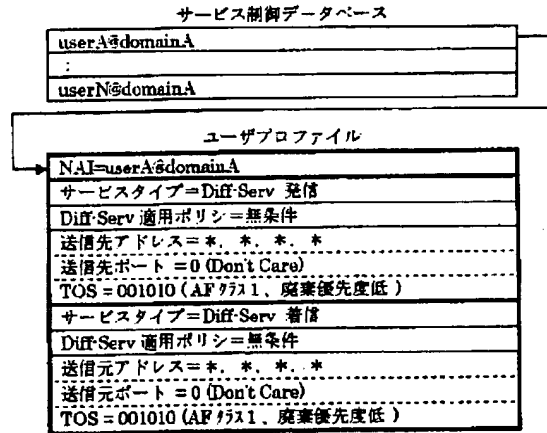 サービス制御データベース
userA@domainA
:
userN@domainA
ユーザプロファイル
NAI=userA@domainA
サービスタイプ=Diff-Serv 発信
Diff-Serv 適用ポリシ=無条件
送信先アドレス=*. *. *. *
送信先ポート =0 (Don't Care)
TOS = 001010 (AF クラス1、廃棄優先度低 )
サービスタイプ=Diff-Serv 着信
Diff-Serv 適用ポリシ=無条件
送信元アドレス=*. *. *. *
送信元ポート =0 (Don't Care)
TOS = 001010 (AF クラス1、廃棄優先度低 )